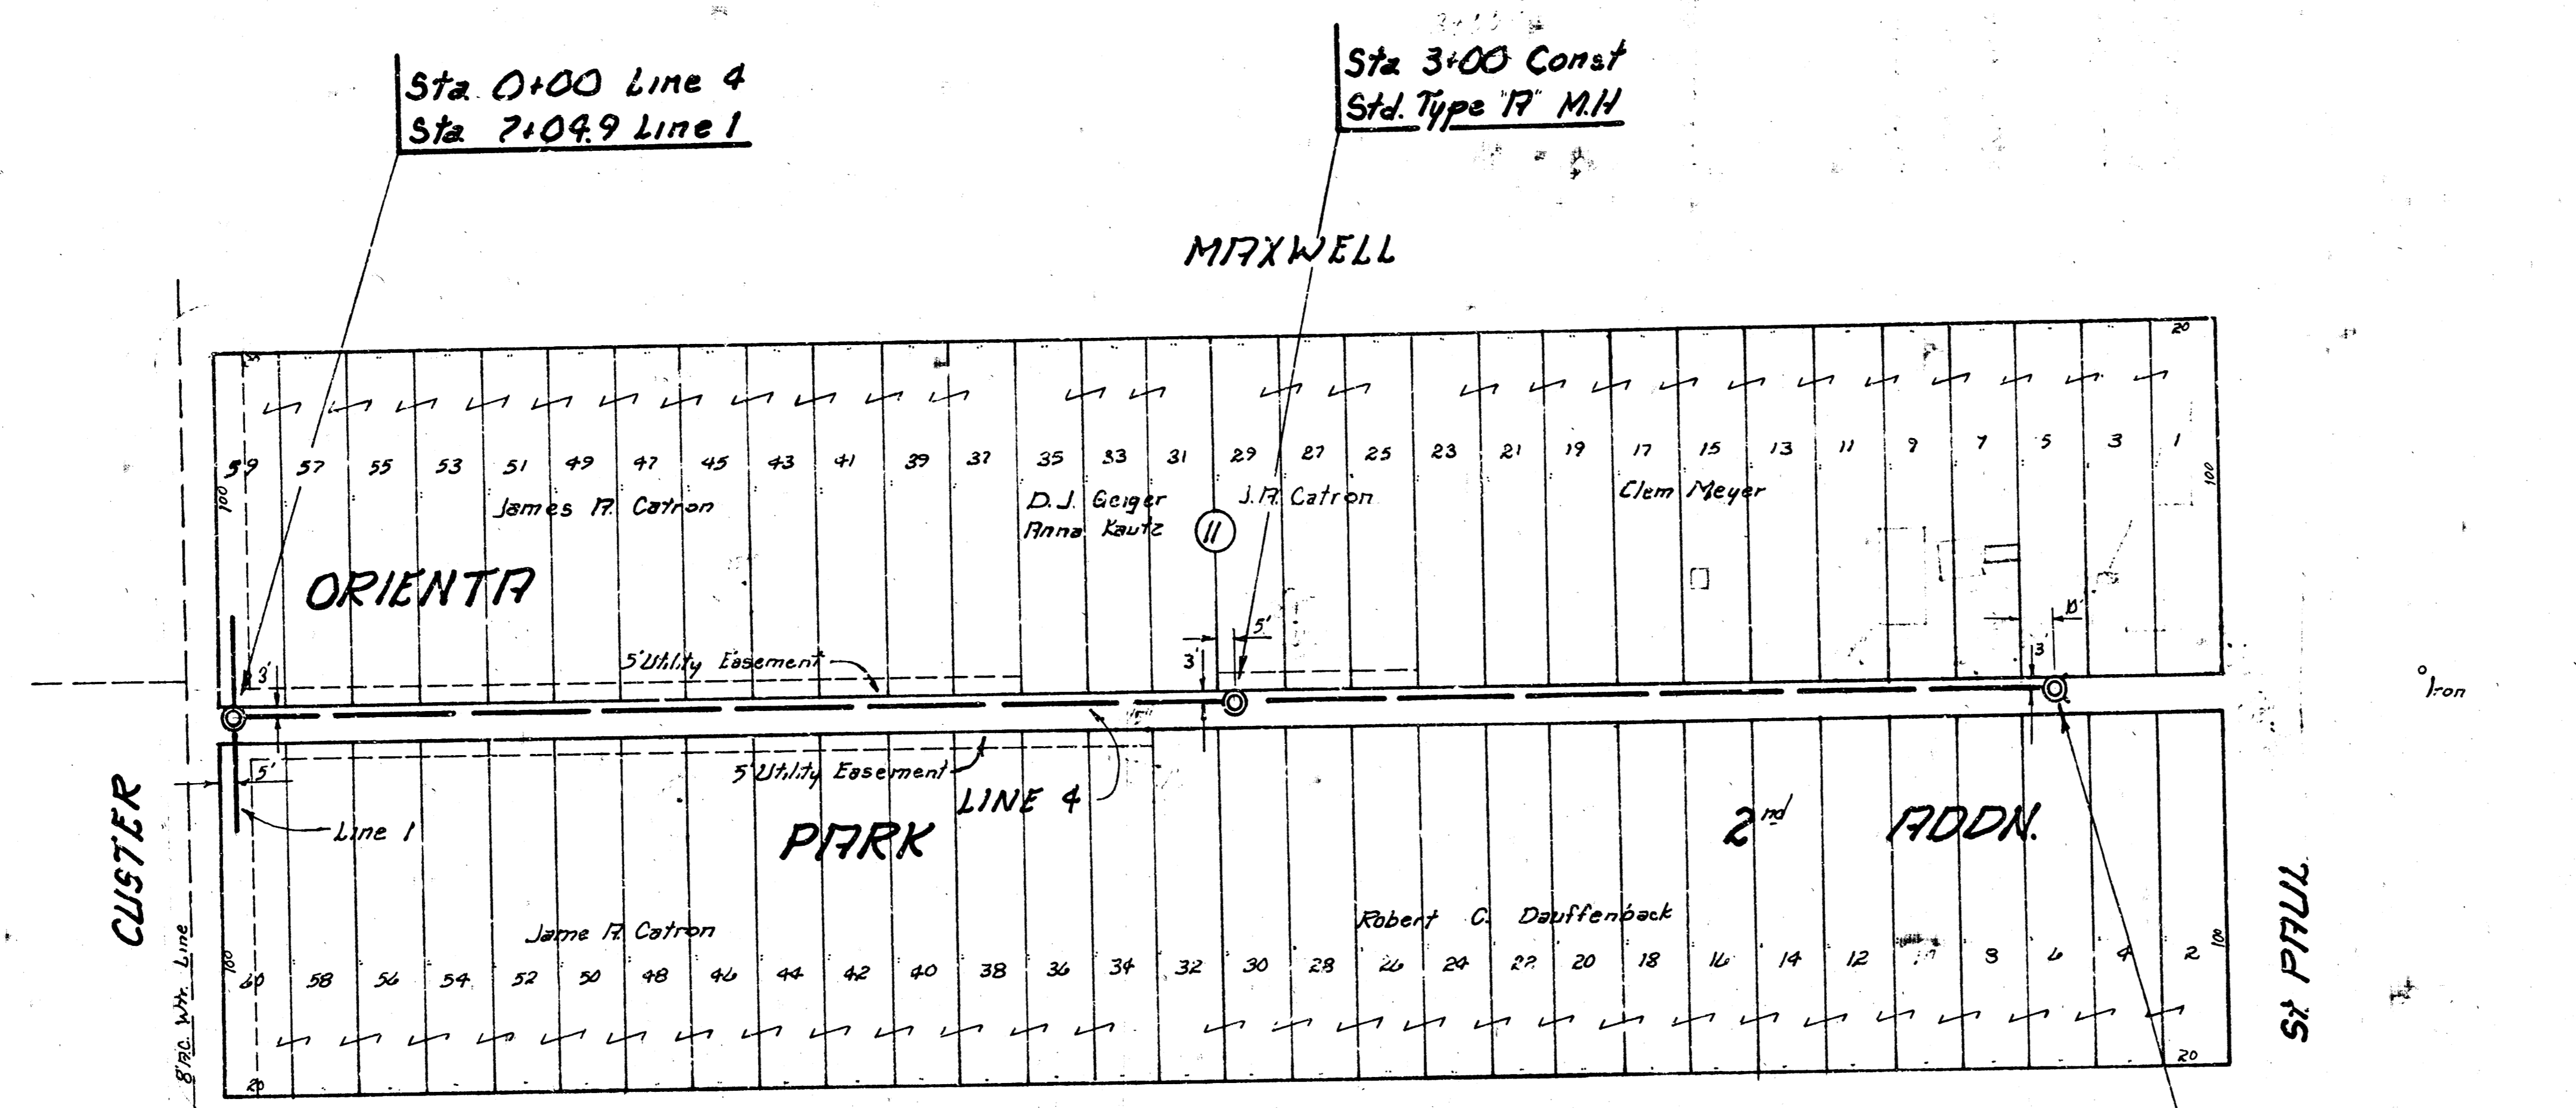 Sta. 0+00 Line 4
Sta 7+04.9 Line 1
Sta 3+00 Const
Std. Type "A" M.H
MAXWELL
20
59 57 55 53 51 49 47 45 43 41 39 37 35 33 31 29 27 25 23 21 19 17 15 13 11 9 7 5 3 1
100
100
James A. Catron
D. J. Geiger
Anna Kautz
11
J. A. Catron
Clem Meyer
ORIENTA
3'
5' Utility Easement
3'
5'
3'
10'
Iron
5'
5' Utility Easement
LINE 4
Line 1
PARK
2nd ADDN.
CUSTER
8" A.C. Wtr. Line
St. PAUL
Jame A. Catron
Robert C. Dauffenback
100
60 58 56 54 52 50 48 46 44 42 40 38 36 34 32 30 28 26 24 22 20 18 16 14 12 8 6 4 2
100
20
20